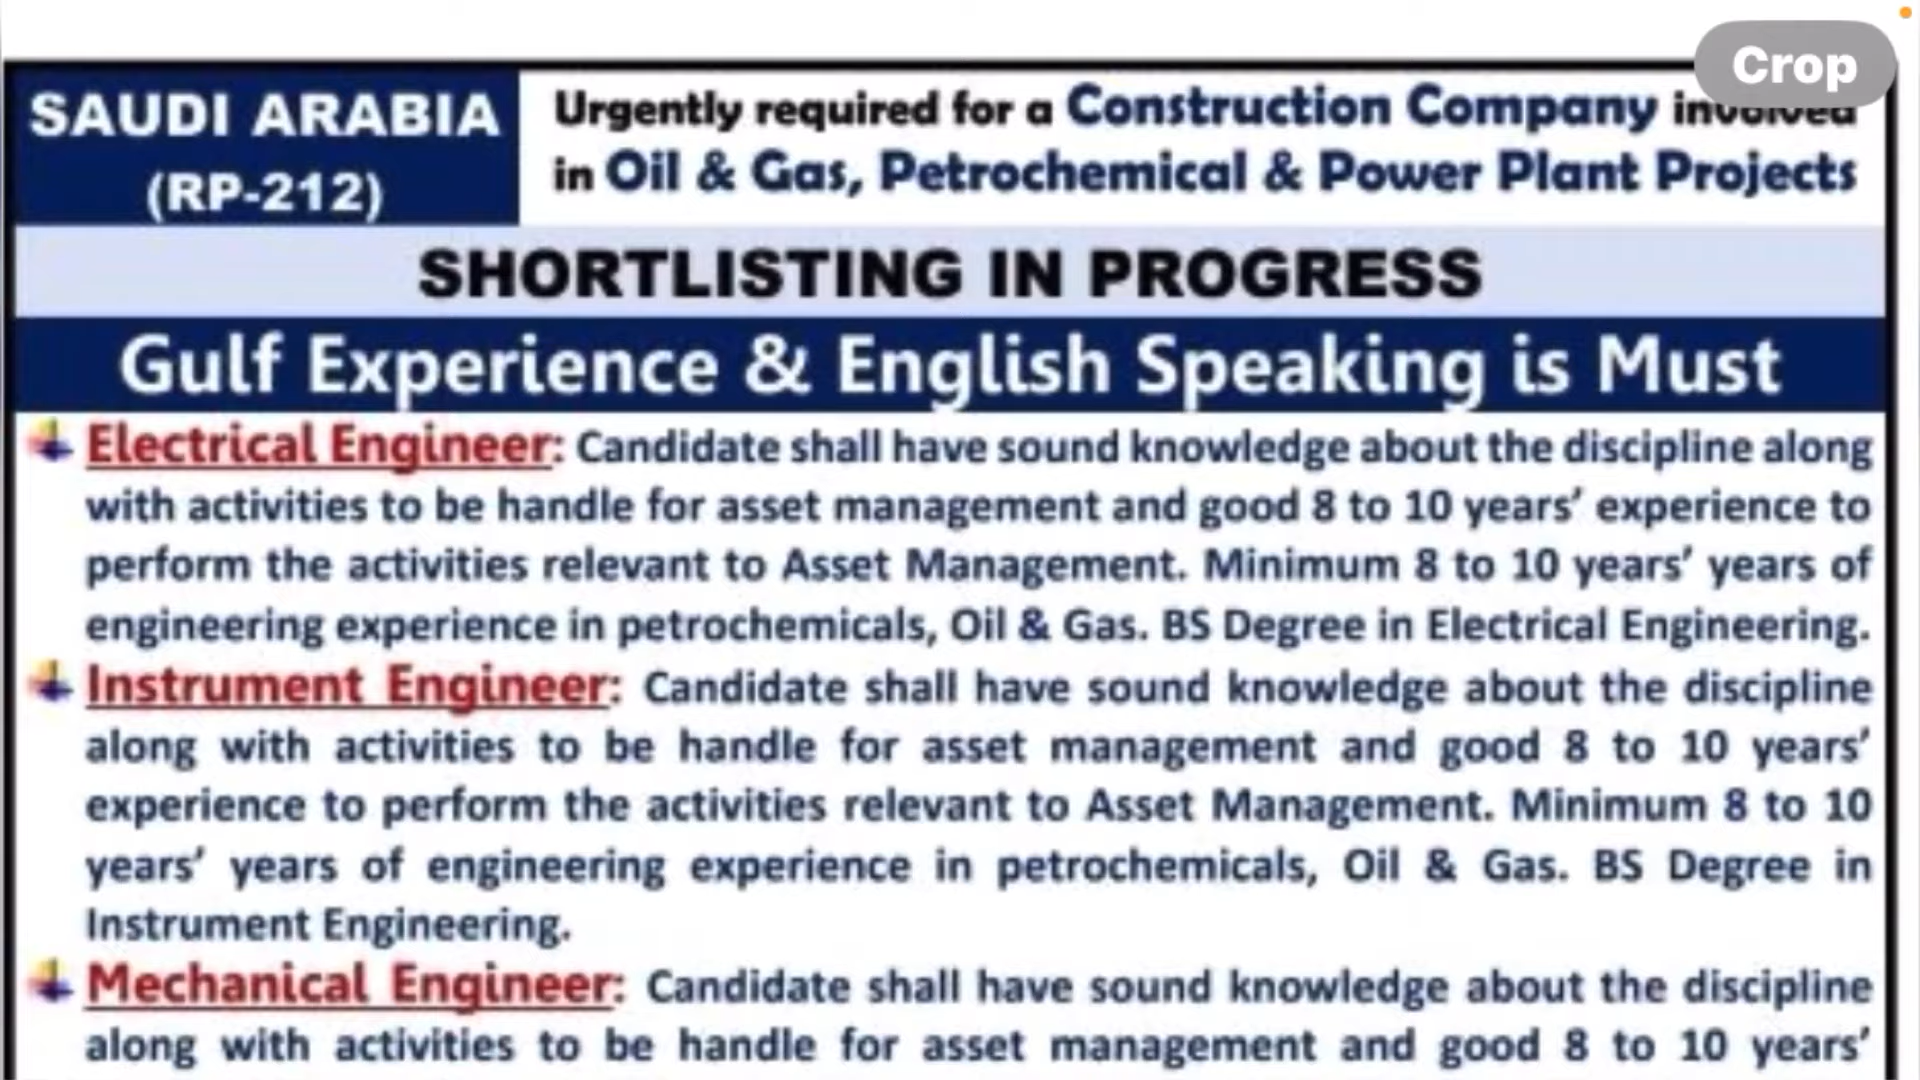 Crop
SAUDI ARABIA
(RP-212)
Urgently required for a Construction Company involved
in Oil & Gas, Petrochemical & Power Plant Projects
SHORTLISTING IN PROGRESS
Gulf Experience & English Speaking is Must
Electrical Engineer: Candidate shall have sound knowledge about the discipline along
with activities to be handle for asset management and good 8 to 10 years’ experience to
perform the activities relevant to Asset Management. Minimum 8 to 10 years’ years of
engineering experience in petrochemicals, Oil & Gas. BS Degree in Electrical Engineering.
Instrument Engineer: Candidate shall have sound knowledge about the discipline
along with activities to be handle for asset management and good 8 to 10 years’
experience to perform the activities relevant to Asset Management. Minimum 8 to 10
years’ years of engineering experience in petrochemicals, Oil & Gas. BS Degree in
Instrument Engineering.
Mechanical Engineer: Candidate shall have sound knowledge about the discipline
along with activities to be handle for asset management and good 8 to 10 years’